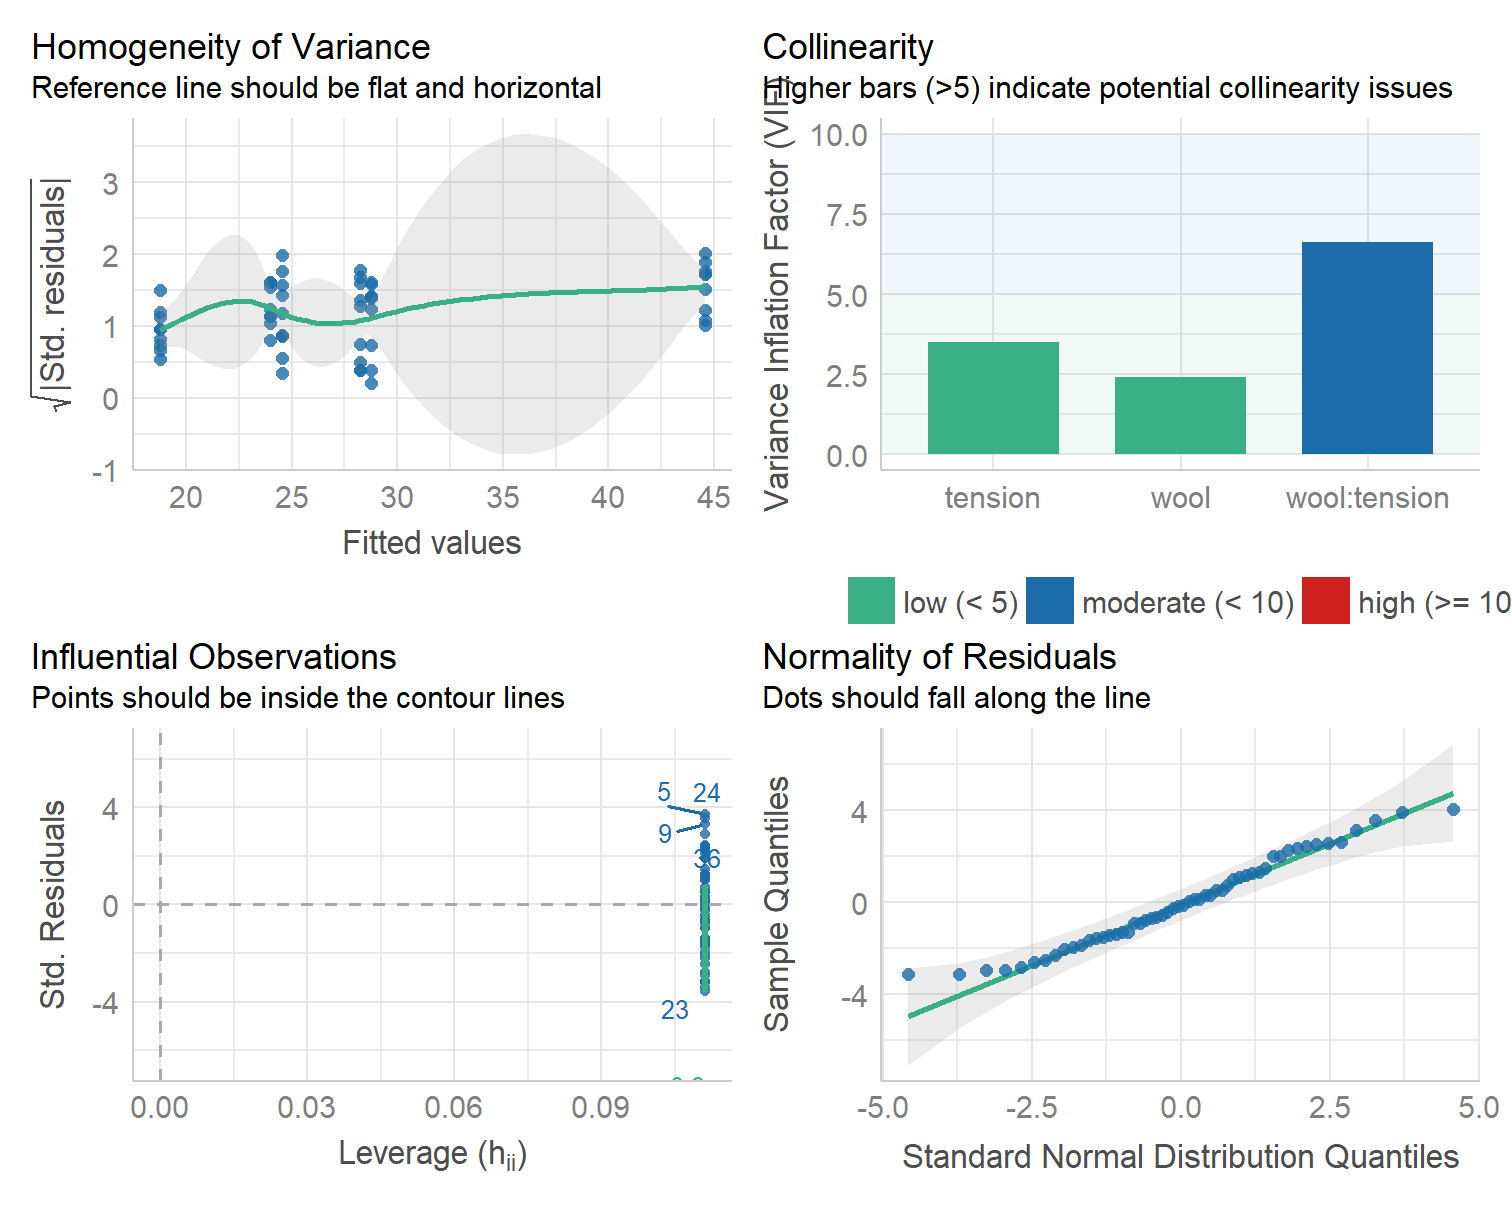 Homogeneity of Variance
Reference line should be flat and horizontal
√|Std. residuals|
3
2
1
0
-1
20 25 30 35 40 45
Fitted values
Collinearity
Higher bars (>5) indicate potential collinearity issues
Variance Inflation Factor (VIF)
10.0
7.5
5.0
2.5
0.0
tension wool wool:tension
low (< 5) moderate (< 10) high (>= 10
Influential Observations
Points should be inside the contour lines
Std. Residuals
4
0
-4
5 24
9
36
23
0.00 0.03 0.06 0.09
Leverage (hii)
Normality of Residuals
Dots should fall along the line
Sample Quantiles
4
0
-4
-5.0 -2.5 0.0 2.5 5.0
Standard Normal Distribution Quantiles